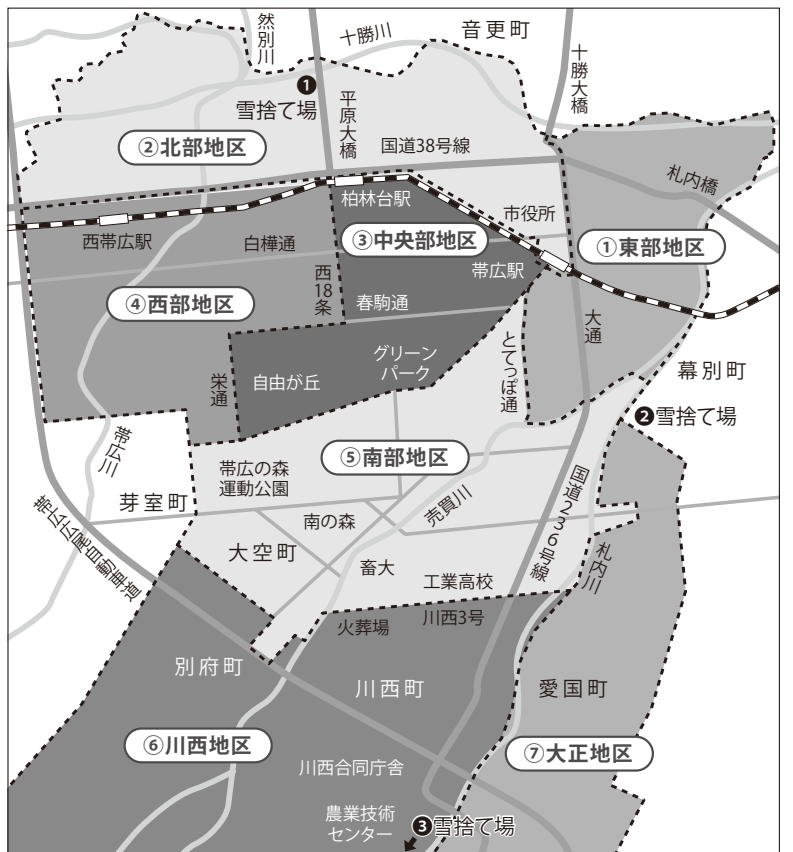 然別川
十勝川
音更町
十勝大橋
❶
雪捨て場
平原大橋
国道38号線
②北部地区
札内橋
柏林台駅
市役所
③中央部地区
①東部地区
西帯広駅
白樺通
帯広駅
西18条
④西部地区
春駒通
大通
とてっぽ通
グリーン
パーク
幕別町
栄通
自由が丘
❷雪捨て場
帯広川
⑤南部地区
帯広の森
運動公園
芽室町
売買川
国道236号線
南の森
帯広広尾自動車道
大空町
札内川
畜大
工業高校
火葬場
川西3号
別府町
川西町
愛国町
⑥川西地区
⑦大正地区
川西合同庁舎
農業技術
センター
❸雪捨て場